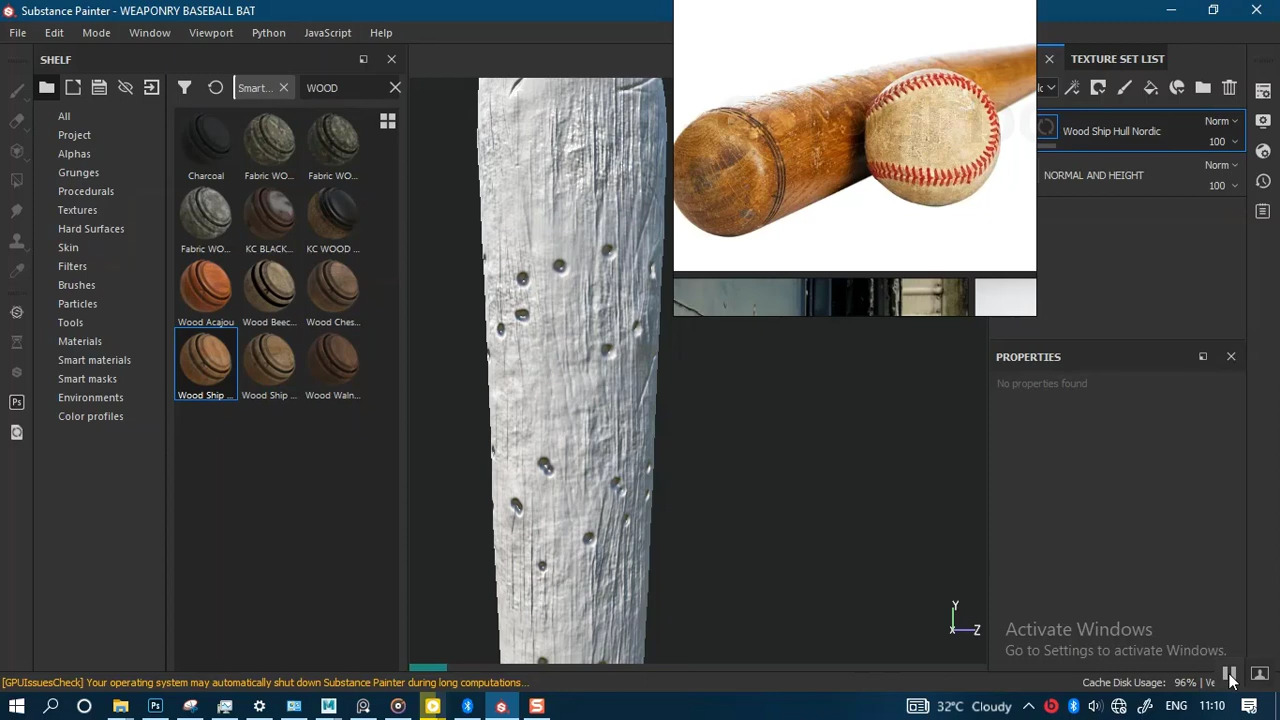 Substance Painter - WEAPONRY BASEBALL BAT
File Edit Mode Window Viewport Python JavaScript Help
SHELF
TEXTURE SET LIST
Smart...
WOOD
All
Project
Alphas
Grunges
Procedurals
Textures
Hard Surfaces
Skin
Filters
Brushes
Particles
Tools
Materials
Smart materials
Smart masks
Environments
Color profiles
Charcoal Fabric WO... Fabric WO...
Fabric WO... KC BLACK... KC WOOD ...
Wood Acajou Wood Beec... Wood Ches...
Wood Ship ... Wood Ship ... Wood Waln...
Wood Ship Hull Nordic
Norm
100
NORMAL AND HEIGHT
Norm
100
PROPERTIES
No properties found
Y
X Z
Activate Windows
Go to Settings to activate Windows.
[GPUIssuesCheck] Your operating system may automatically shut down Substance Painter during long computations...
Cache Disk Usage: 96% | Ve
32°C Cloudy
ENG 11:10